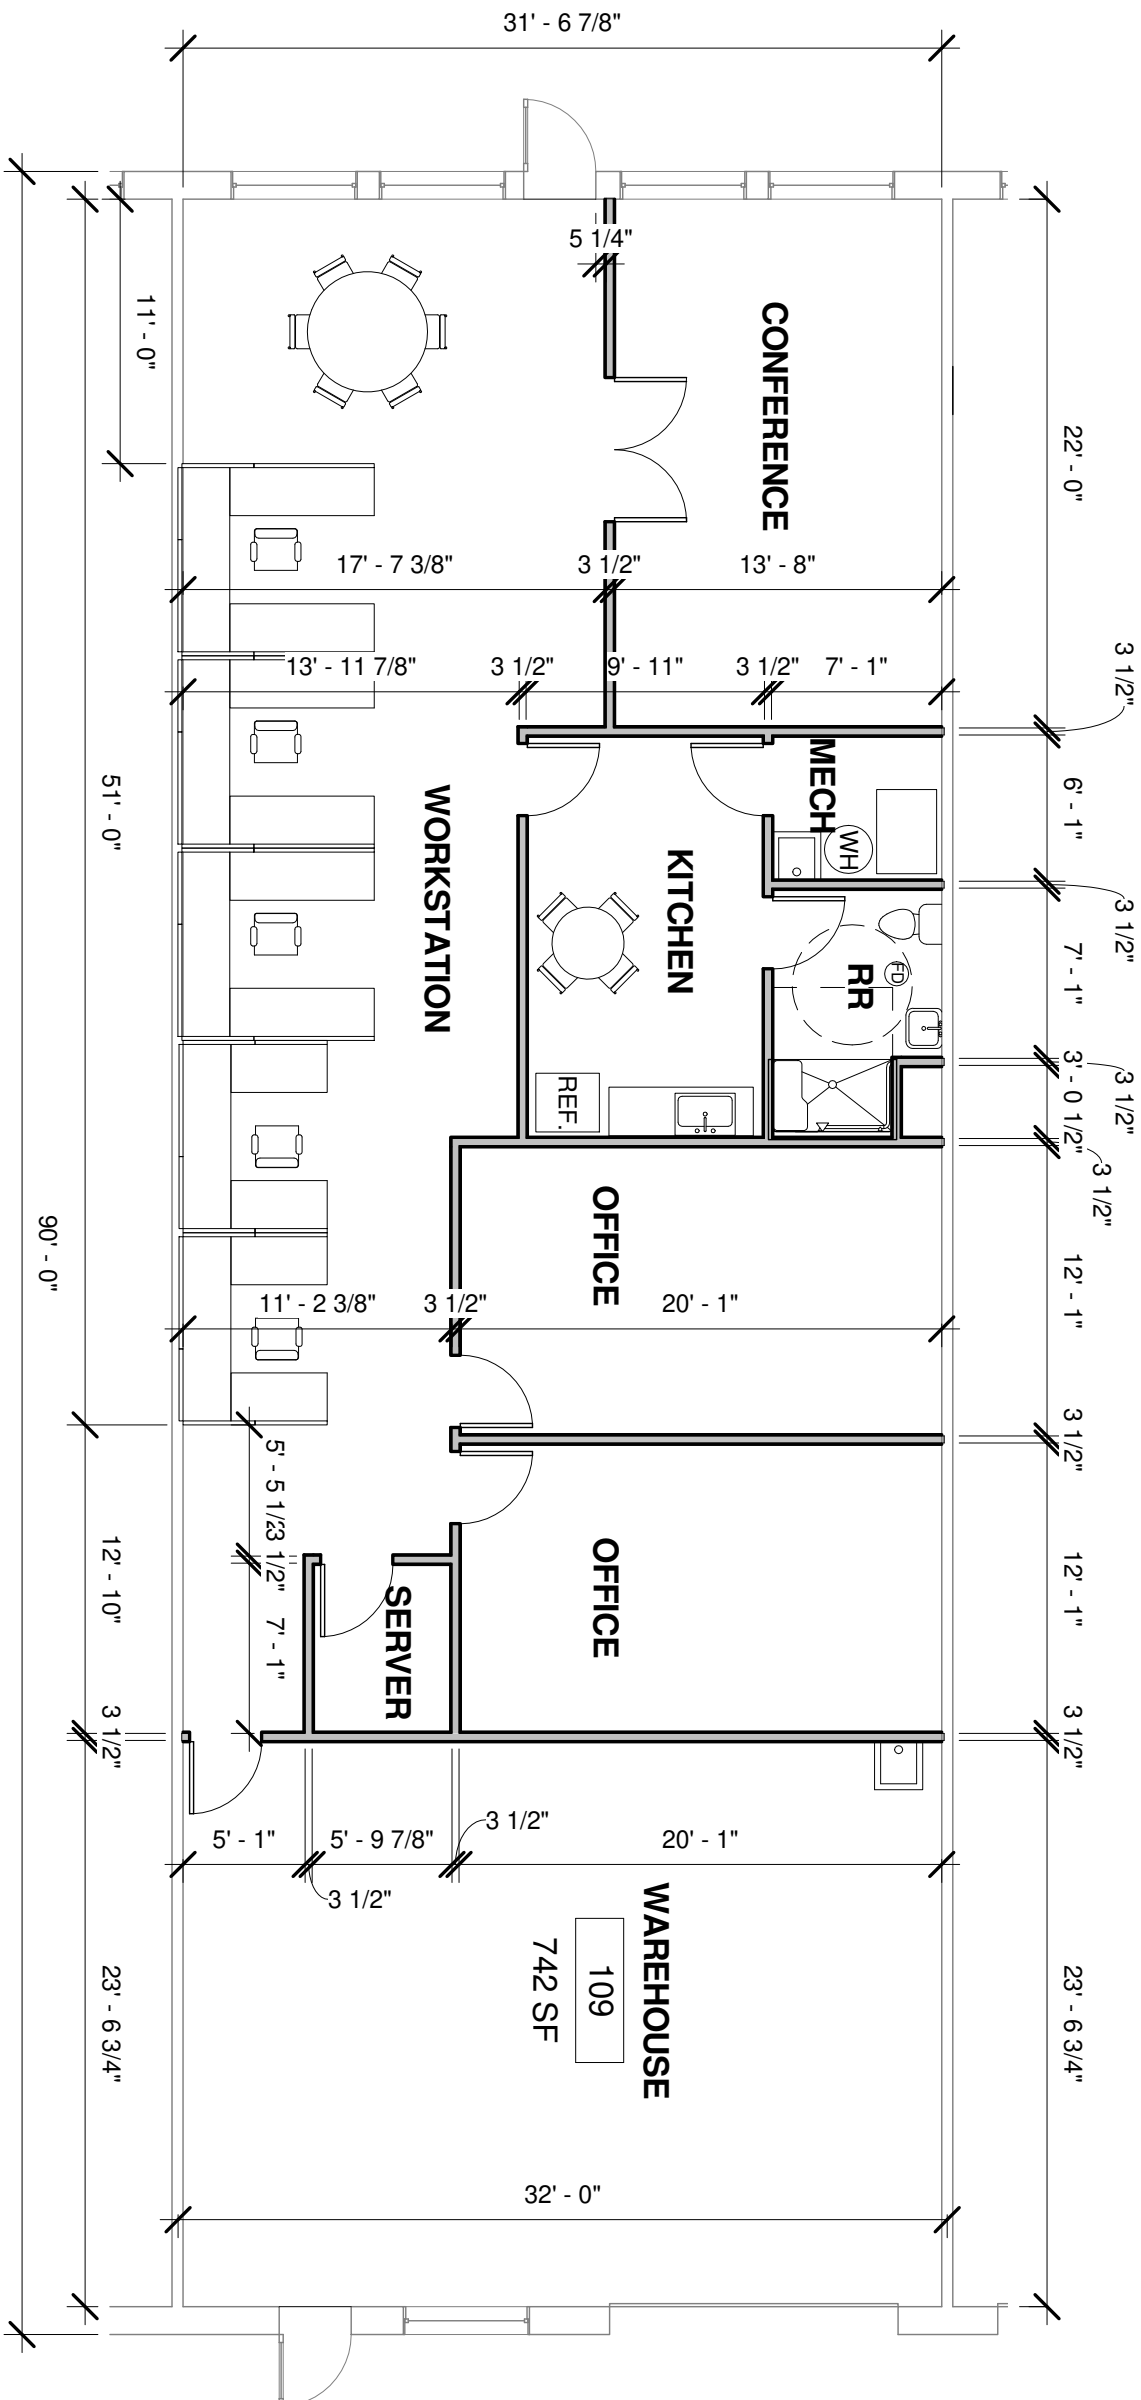 31' - 6 7/8"
5 1/4"
CONFERENCE
11' - 0"
22' - 0"
17' - 7 3/8"
3 1/2"
13' - 8"
13' - 11 7/8"
3 1/2"
9' - 11"
3 1/2"
7' - 1"
3 1/2"
MECH
WH
6' - 1"
51' - 0"
WORKSTATION
KITCHEN
3 1/2"
RR
FD
7' - 1"
REF.
3' - 0 1/2"
3 1/2"
3 1/2"
90' - 0"
OFFICE
12' - 1"
11' - 2 3/8"
3 1/2"
20' - 1"
3 1/2"
5' - 5 1/2
3 1/2"
7' - 1"
12' - 10"
SERVER
OFFICE
12' - 1"
3 1/2"
3 1/2"
5' - 1"
5' - 9 7/8"
3 1/2"
20' - 1"
3 1/2"
WAREHOUSE
109
742 SF
23' - 6 3/4"
23' - 6 3/4"
32' - 0"